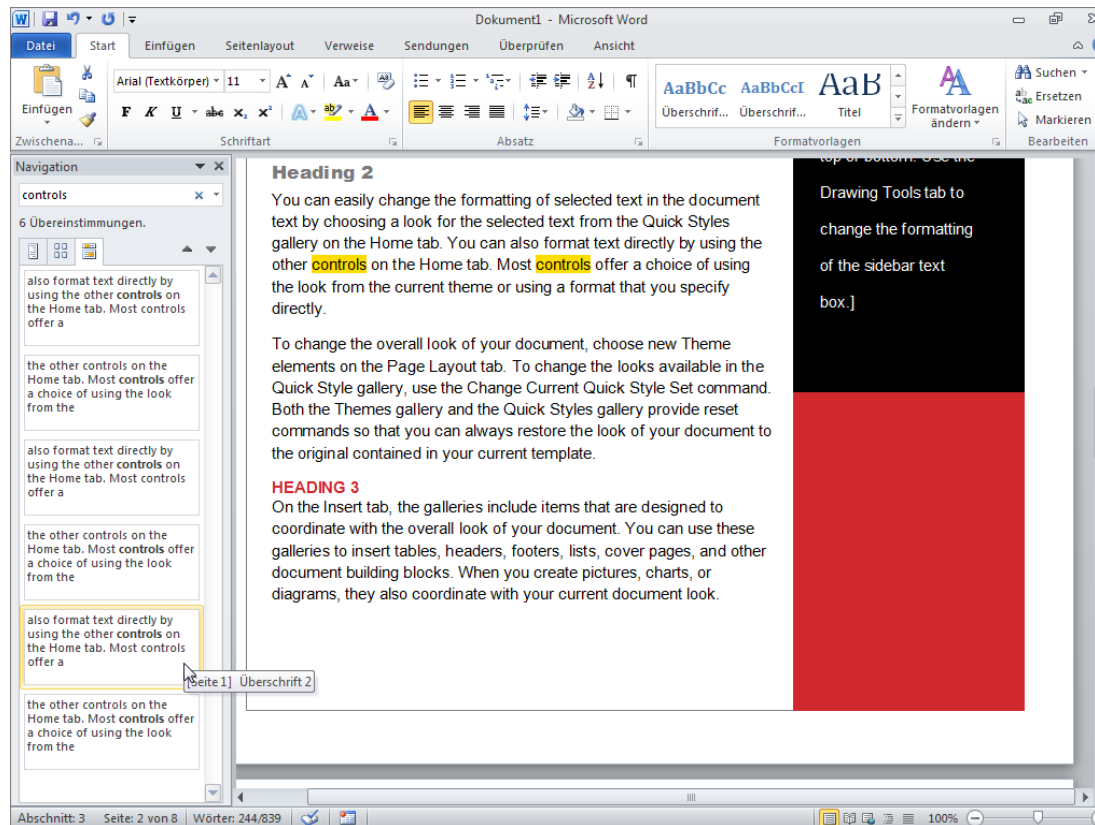 Dokument1 - Microsoft Word
Datei Start Einfügen Seitenlayout Verweise Sendungen Überprüfen Ansicht
Einfügen
Arial (Textkörper) 11
Aa
F K U abc x₂ x² A ab A
AaBbCc AaBbCcI AaB
Überschrif... Überschrif... Titel
Formatvorlagen
ändern
Suchen
Ersetzen
Markieren
Zwischena... Schriftart Absatz Formatvorlagen Bearbeiten
Navigation
controls
6 Übereinstimmungen.
also format text directly by
using the other controls on
the Home tab. Most controls
offer a
the other controls on the
Home tab. Most controls offer
a choice of using the look
from the
also format text directly by
using the other controls on
the Home tab. Most controls
offer a
the other controls on the
Home tab. Most controls offer
a choice of using the look
from the
also format text directly by
using the other controls on
the Home tab. Most controls
offer a
[Seite 1] Überschrift 2
the other controls on the
Home tab. Most controls offer
a choice of using the look
from the
Heading 2
You can easily change the formatting of selected text in the document
text by choosing a look for the selected text from the Quick Styles
gallery on the Home tab. You can also format text directly by using the
other controls on the Home tab. Most controls offer a choice of using
the look from the current theme or using a format that you specify
directly.
To change the overall look of your document, choose new Theme
elements on the Page Layout tab. To change the looks available in the
Quick Style gallery, use the Change Current Quick Style Set command.
Both the Themes gallery and the Quick Styles gallery provide reset
commands so that you can always restore the look of your document to
the original contained in your current template.
HEADING 3
On the Insert tab, the galleries include items that are designed to
coordinate with the overall look of your document. You can use these
galleries to insert tables, headers, footers, lists, cover pages, and other
document building blocks. When you create pictures, charts, or
diagrams, they also coordinate with your current document look.
top or bottom. Use the
Drawing Tools tab to
change the formatting
of the sidebar text
box.]
Abschnitt: 3 Seite: 2 von 8 Wörter: 244/839 100%